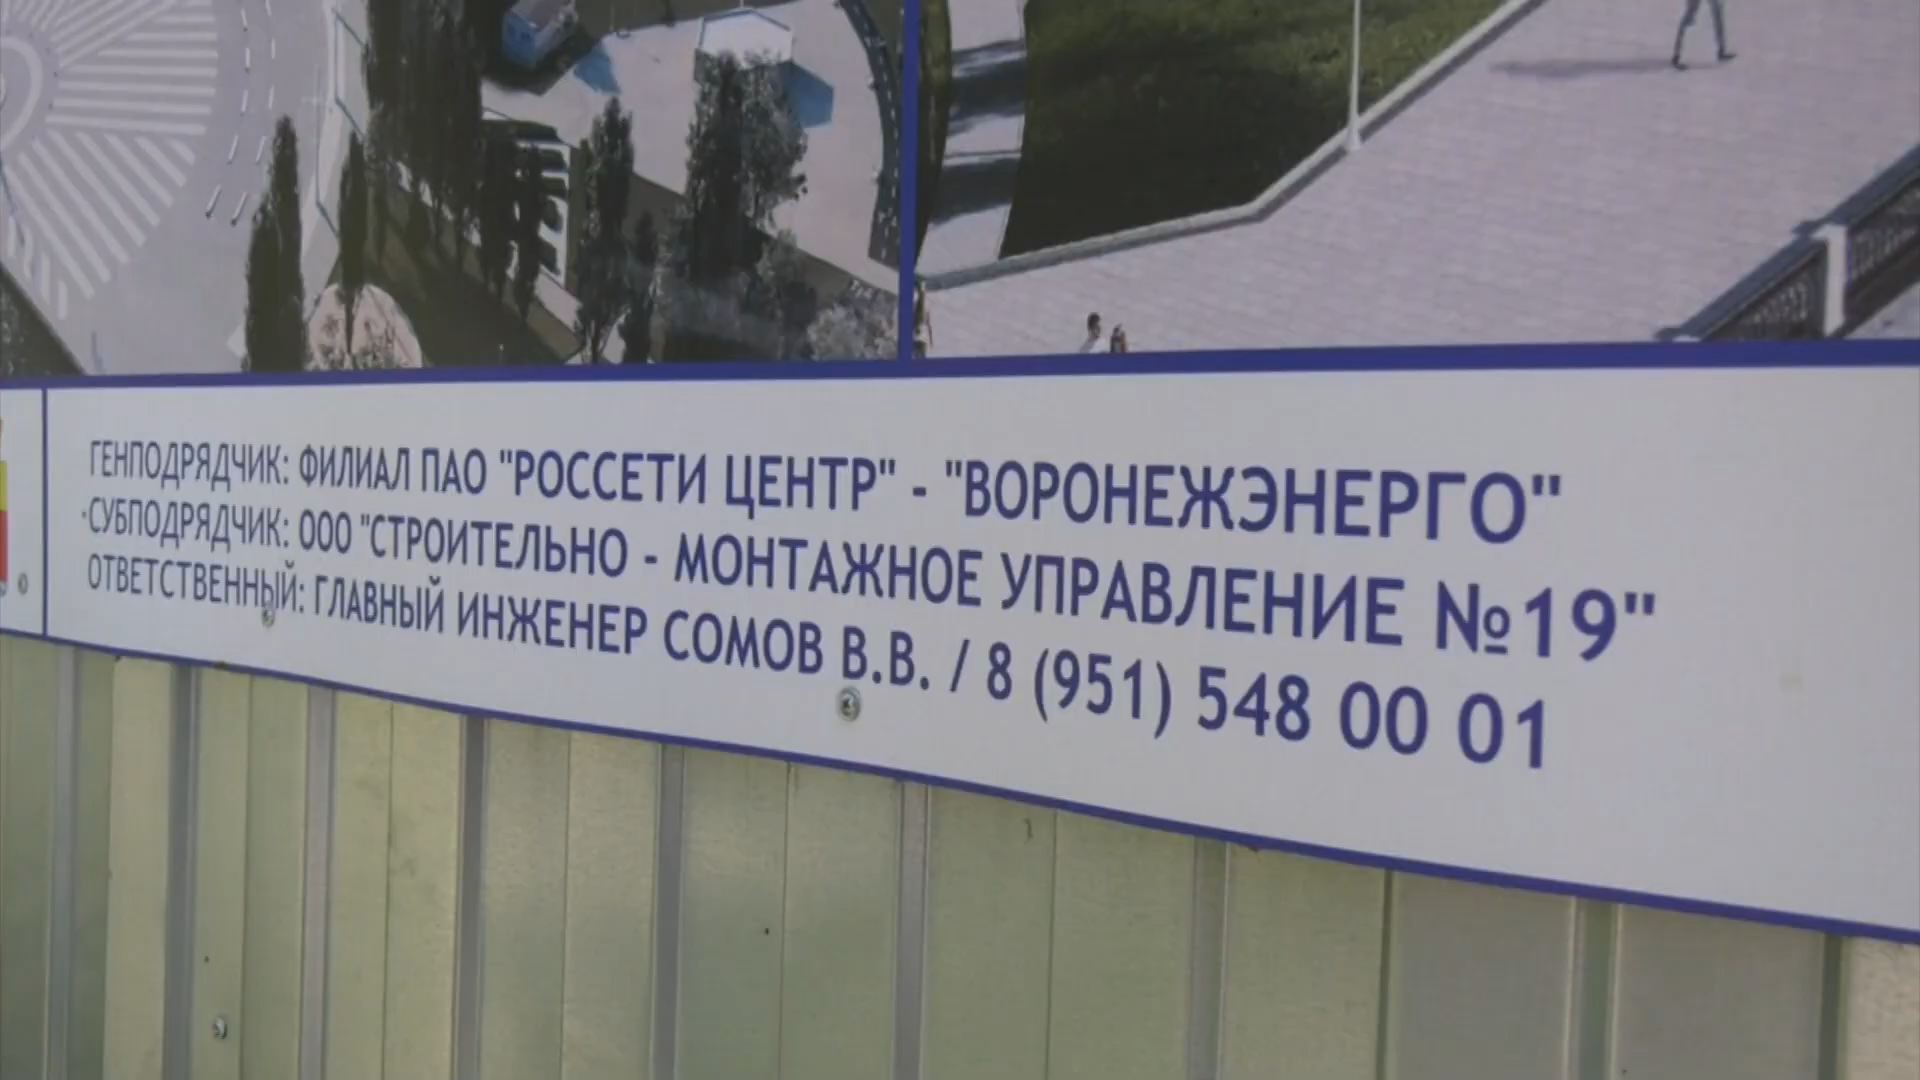 ГЕНПОДРЯДЧИК: ФИЛИАЛ ПАО "РОССЕТИ ЦЕНТР" - "ВОРОНЕЖЭНЕРГО"
СУБПОДРЯДЧИК: ООО "СТРОИТЕЛЬНО - МОНТАЖНОЕ УПРАВЛЕНИЕ №19"
ОТВЕТСТВЕННЫЙ: ГЛАВНЫЙ ИНЖЕНЕР СОМОВ В.В. / 8 (951) 548 00 01